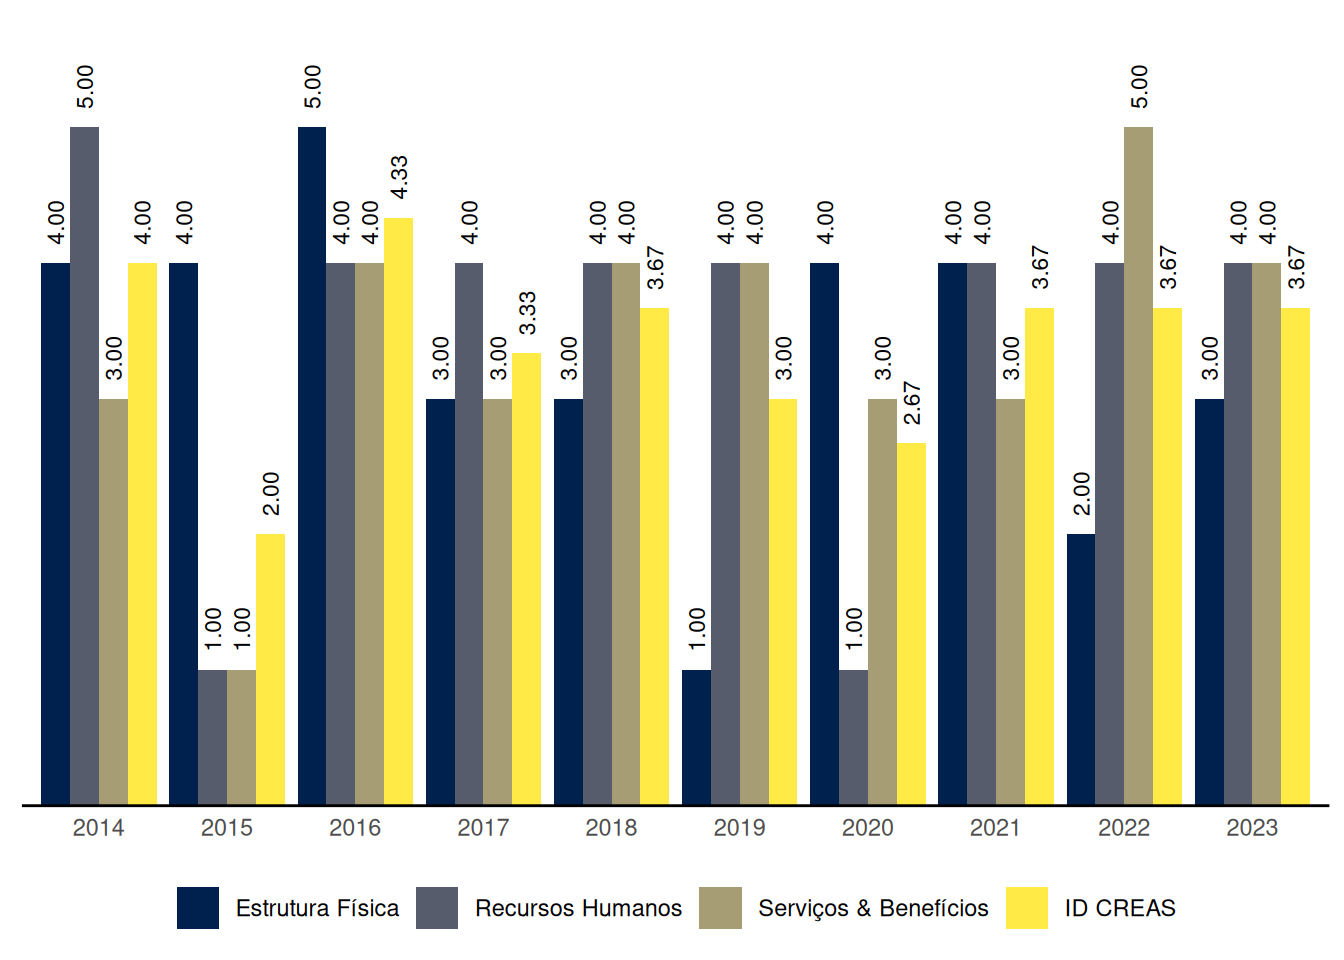 5.00 5.00 5.00
4.33
4.00 4.00 4.00 4.00 4.00 4.00 4.00 4.00 4.00 4.00 4.00 4.00 4.00 4.00 4.00 4.00 4.00
3.67 3.67 3.67 3.67
3.33
3.00 3.00 3.00 3.00 3.00 3.00 3.00 3.00
2.67
2.00 2.00
1.00 1.00 1.00 1.00
2014 2015 2016 2017 2018 2019 2020 2021 2022 2023
Estrutura Física Recursos Humanos Serviços & Benefícios ID CREAS